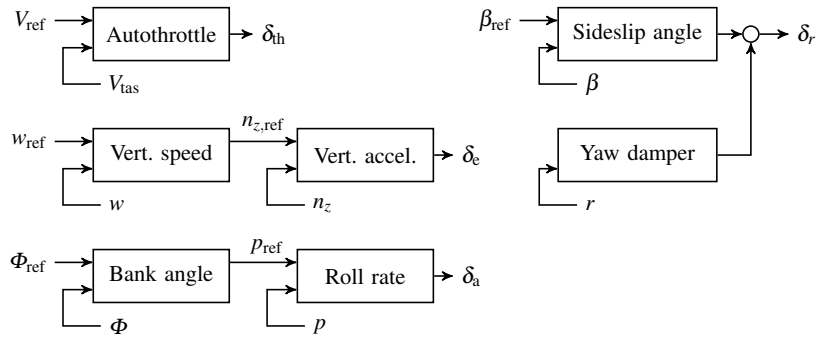 V_ref
Autothrottle
δ_th
V_tas
β_ref
Sideslip angle
δ_r
β
w_ref
Vert. speed
n_z,ref
Vert. accel.
δ_e
w
n_z
Yaw damper
r
Φ_ref
Bank angle
p_ref
Roll rate
δ_a
Φ
p